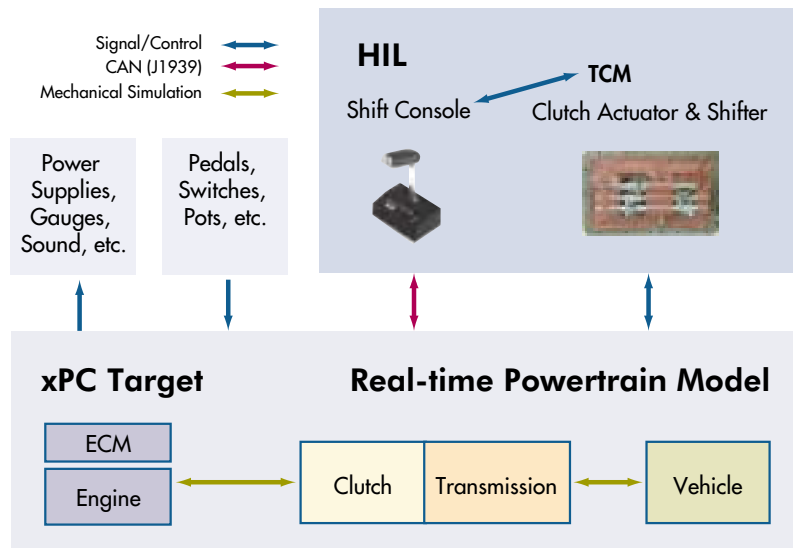 Signal/Control
CAN (J1939)
Mechanical Simulation
HIL
TCM
Shift Console
Clutch Actuator & Shifter
Power
Supplies,
Gauges,
Sound, etc.
Pedals,
Switches,
Pots, etc.
xPC Target
Real-time Powertrain Model
ECM
Engine
Clutch
Transmission
Vehicle